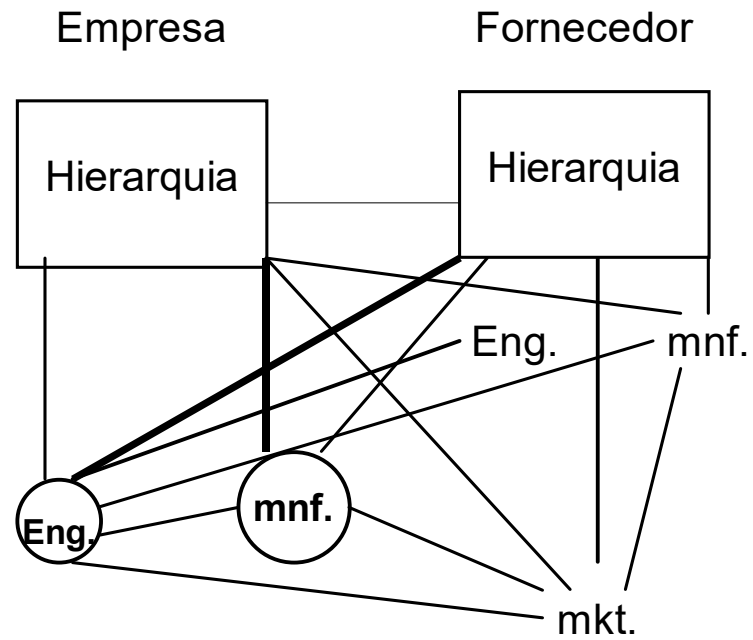 Empresa
Fornecedor
Hierarquia
Hierarquia
Eng.
mnf.
Eng.
mnf.
mkt.